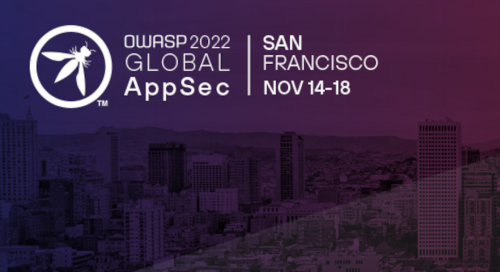 OWASP 2022
GLOBAL
AppSec
TM
SAN
FRANCISCO
NOV 14-18